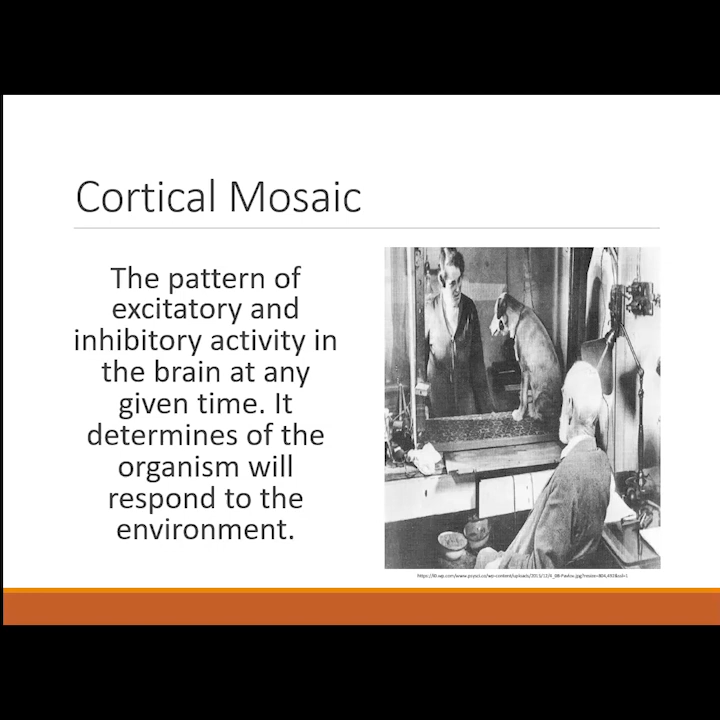 Cortical Mosaic
The pattern of
excitatory and
inhibitory activity in
the brain at any
given time. It
determines of the
organism will
respond to the
environment.